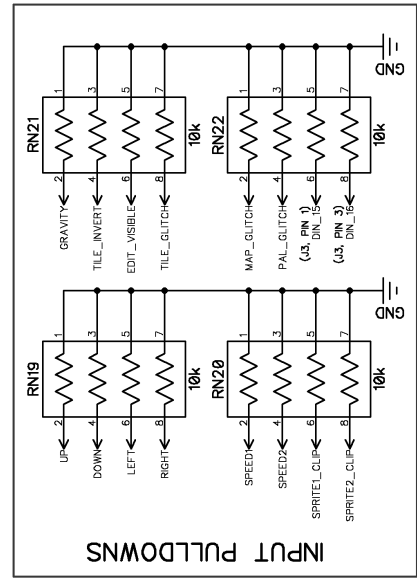 INPUT PULLDOWNS
RN19
UP
2
1
DOWN
4
3
LEFT
6
5
RIGHT
8
7
10k
RN20
SPEED1
2
1
SPEED2
4
3
SPRITE1_CLIP
6
5
SPRITE2_CLIP
8
7
10k
GND
RN21
GRAVITY
2
1
TILE_INVERT
4
3
EDIT_VISIBLE
6
5
TILE_GLITCH
8
7
10k
RN22
MAP_GLITCH
2
1
PAL_GLITCH
4
3
(J3, PIN 1)
DIN_15
6
5
(J3, PIN 3)
DIN_16
8
7
10k
GND